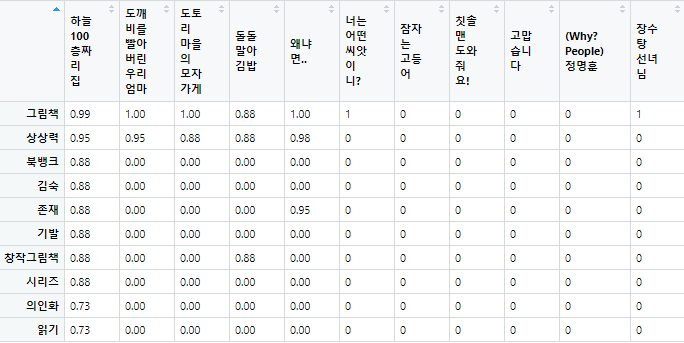 하늘 100 층짜 리 집 도깨 비를 빨아 버린 우리 엄마 도토 리 마을 의 모자 가게 돌돌 말아 김밥 왜냐 면.. 너는 어떤 씨앗 이 니? 잠자 는 고등 어 칫솔 맨 도와 줘 요! 고맙 습니 다 (Why? People) 정명훈 장수 탕 선녀 님
그림책 0.99 1.00 1.00 0.88 1.00 1 0 0 0 0 1
상상력 0.95 0.95 0.88 0.88 0.98 0 0 0 0 0 0
북뱅크 0.88 0.00 0.00 0.00 0.00 0 0 0 0 0 0
김숙 0.88 0.00 0.00 0.00 0.00 0 0 0 0 0 0
존재 0.88 0.00 0.00 0.00 0.95 0 0 0 0 0 0
기발 0.88 0.00 0.00 0.00 0.00 0 0 0 0 0 0
창작그림책 0.88 0.00 0.00 0.88 0.00 0 0 0 0 0 0
시리즈 0.88 0.00 0.00 0.00 0.00 0 0 0 0 0 0
의인화 0.73 0.00 0.00 0.00 0.00 0 0 0 0 0 0
읽기 0.73 0.00 0.00 0.00 0.00 0 0 0 0 0 0